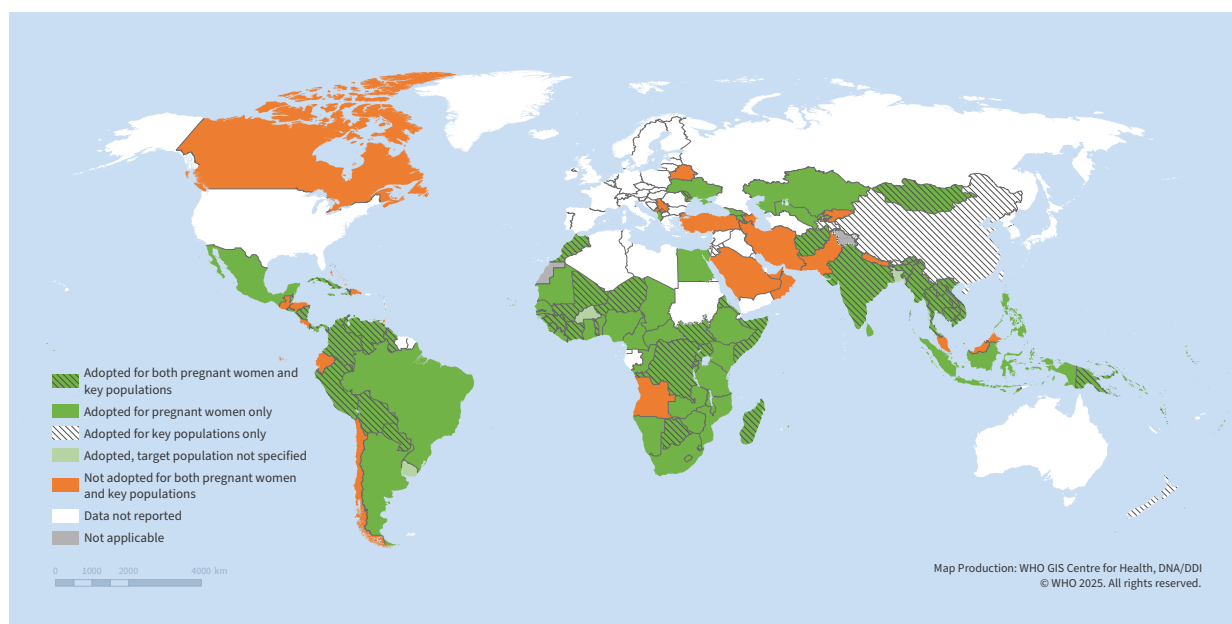 Adopted for both pregnant women and
key populations
Adopted for pregnant women only
Adopted for key populations only
Adopted, target population not specified
Not adopted for both pregnant women
and key populations
Data not reported
Not applicable
0 1000 2000 4000 km
Map Production: WHO GIS Centre for Health, DNA/DDI
© WHO 2025. All rights reserved.